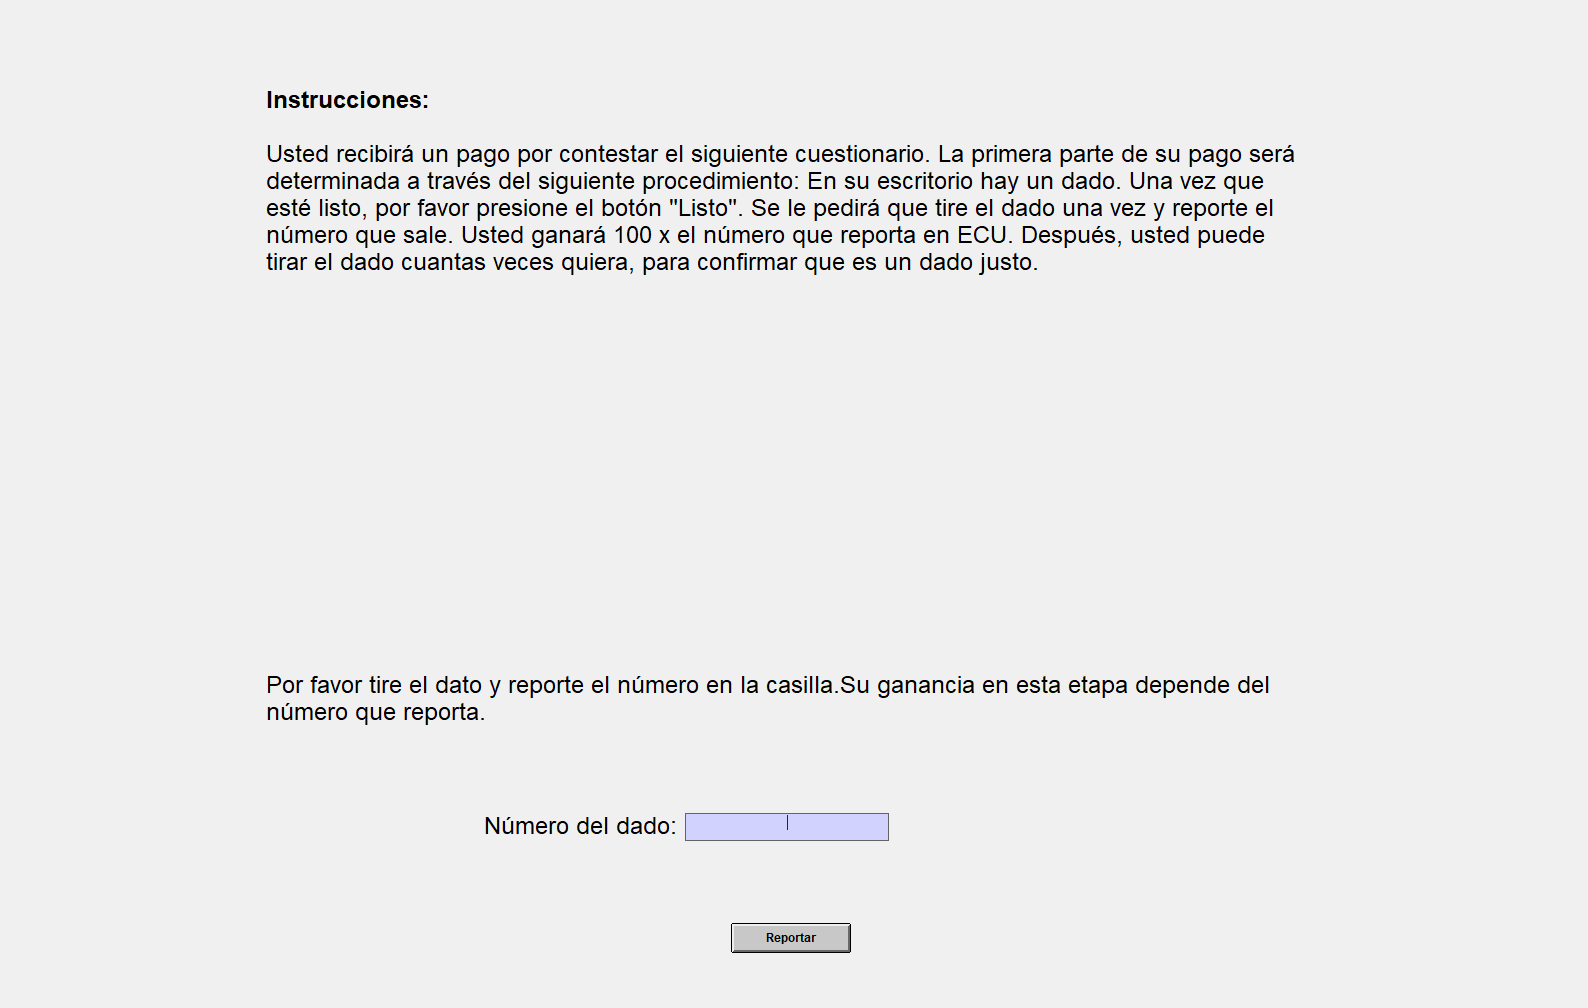 Instrucciones:
Usted recibirá un pago por contestar el siguiente cuestionario. La primera parte de su pago será
determinada a través del siguiente procedimiento: En su escritorio hay un dado. Una vez que
esté listo, por favor presione el botón "Listo". Se le pedirá que tire el dado una vez y reporte el
número que sale. Usted ganará 100 x el número que reporta en ECU. Después, usted puede
tirar el dado cuantas veces quiera, para confirmar que es un dado justo.
Por favor tire el dato y reporte el número en la casilla.Su ganancia en esta etapa depende del
número que reporta.
Número del dado:
Reportar